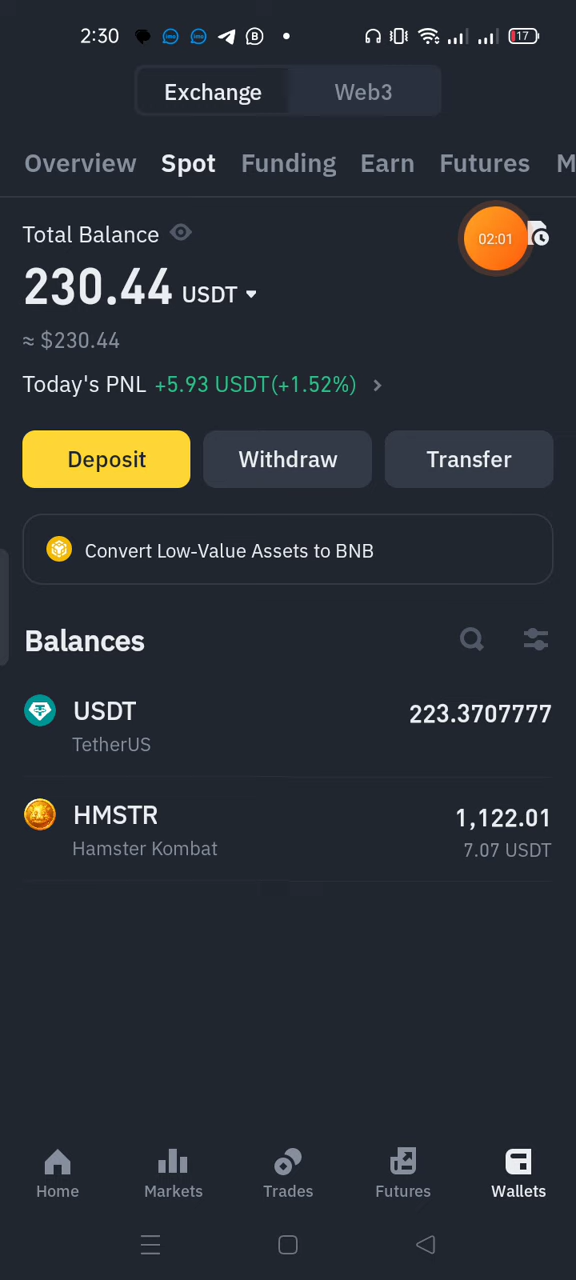 2:30
17
Exchange Web3
Overview Spot Funding Earn Futures M
Total Balance
02:01
230.44 USDT
≈ $230.44
Today's PNL +5.93 USDT(+1.52%)
Deposit Withdraw Transfer
Convert Low-Value Assets to BNB
Balances
USDT 223.3707777
TetherUS
HMSTR 1,122.01
Hamster Kombat 7.07 USDT
Home Markets Trades Futures Wallets